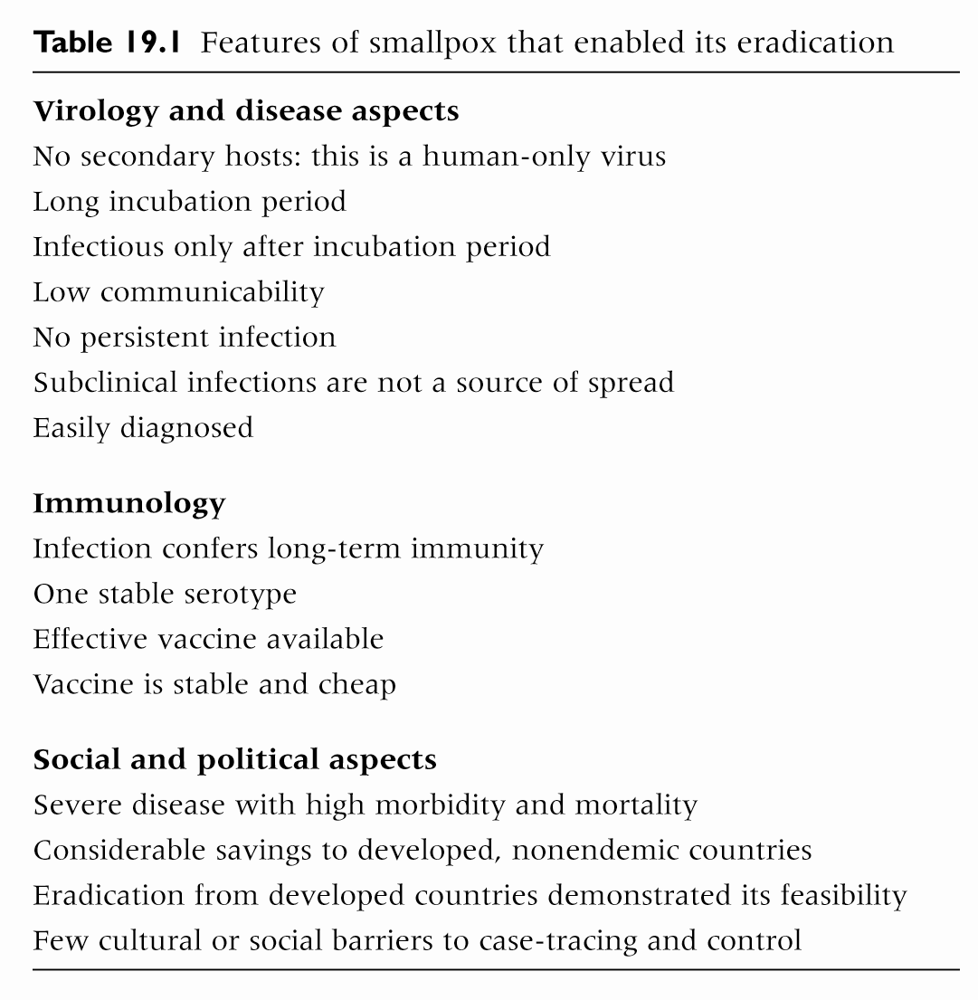 Table 19.1 Features of smallpox that enabled its eradication
Virology and disease aspects
No secondary hosts: this is a human-only virus
Long incubation period
Infectious only after incubation period
Low communicability
No persistent infection
Subclinical infections are not a source of spread
Easily diagnosed
Immunology
Infection confers long-term immunity
One stable serotype
Effective vaccine available
Vaccine is stable and cheap
Social and political aspects
Severe disease with high morbidity and mortality
Considerable savings to developed, nonendemic countries
Eradication from developed countries demonstrated its feasibility
Few cultural or social barriers to case-tracing and control